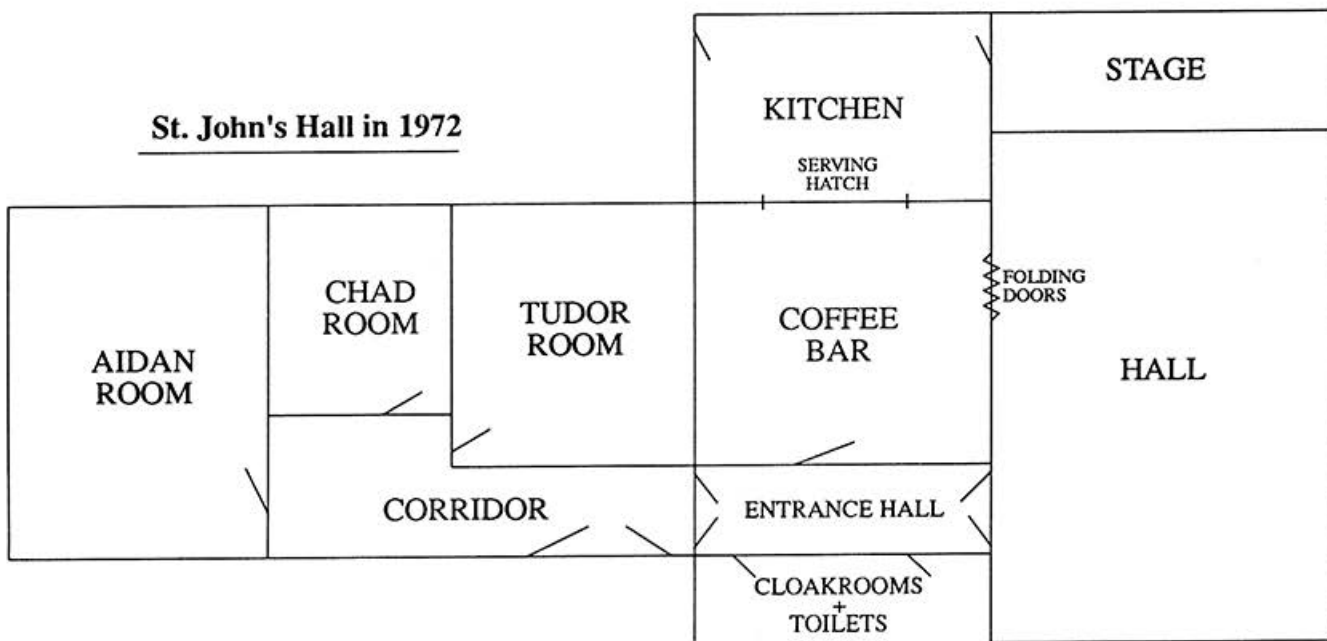 St. John's Hall in 1972
KITCHEN
STAGE
SERVING
HATCH
AIDAN
ROOM
CHAD
ROOM
TUDOR
ROOM
COFFEE
BAR
FOLDING
DOORS
HALL
CORRIDOR
ENTRANCE HALL
CLOAKROOMS
+
TOILETS